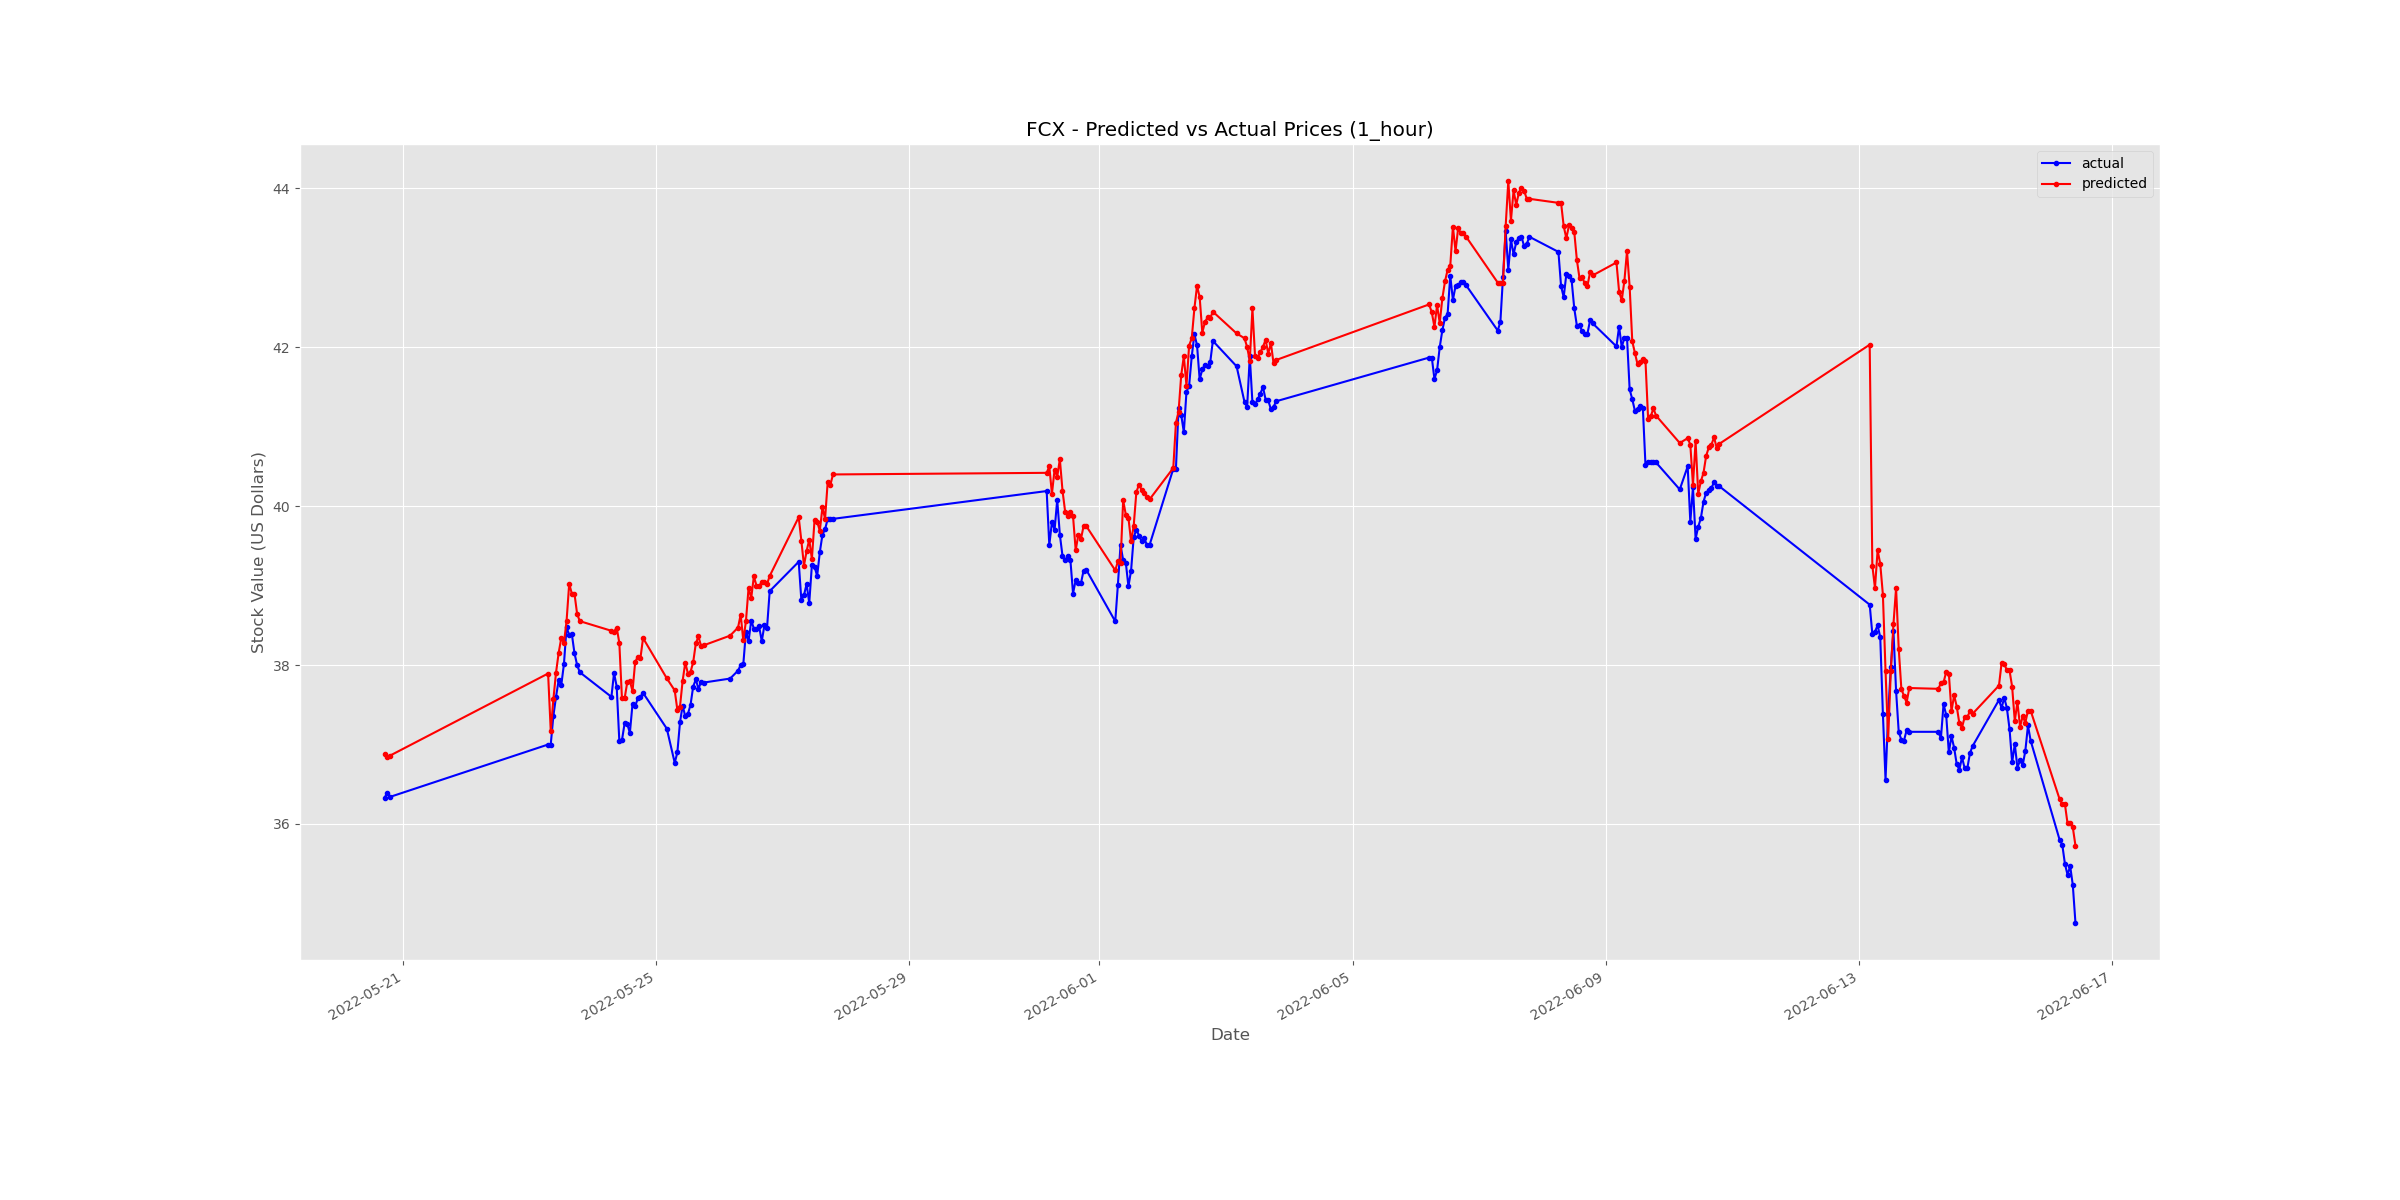 FCX - Predicted vs Actual Prices (1_hour)
actual
predicted
Stock Value (US Dollars)
44
42
40
38
36
2022-05-21
2022-05-25
2022-05-29
2022-06-01
2022-06-05
2022-06-09
2022-06-13
2022-06-17
Date